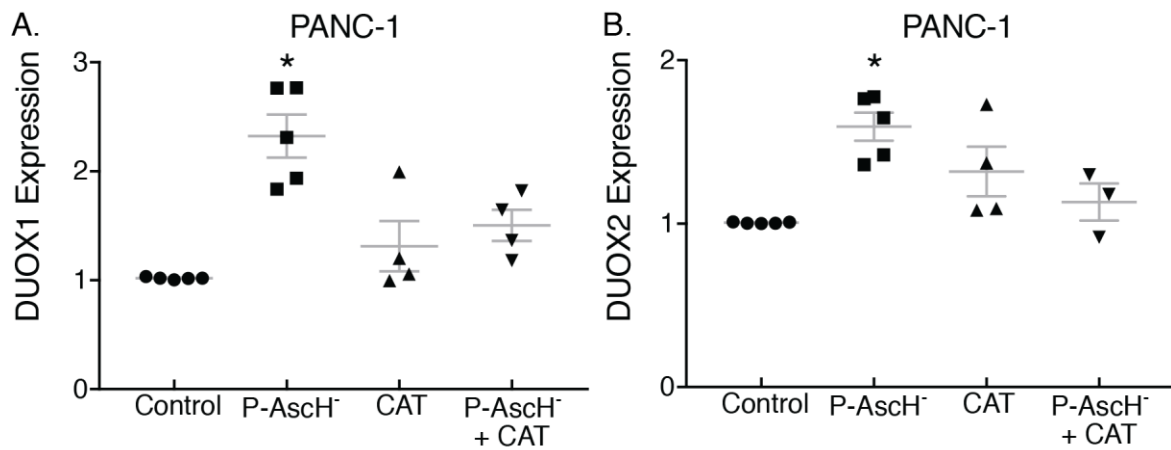 A.
PANC-1
DUOX1 Expression
3
*
2
1
0
Control
P-AscH⁻
CAT
P-AscH⁻
+ CAT
B.
PANC-1
DUOX2 Expression
2
*
1
0
Control
P-AscH⁻
CAT
P-AscH⁻
+ CAT